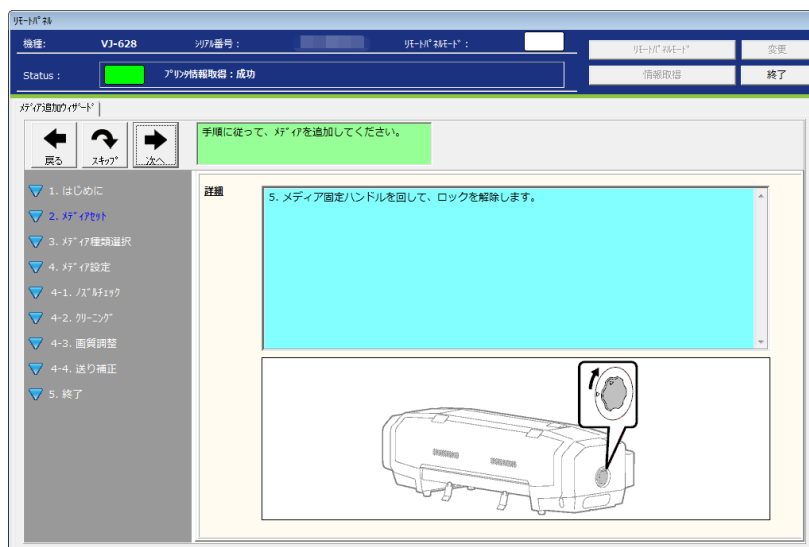 リモートパネル
機種: VJ-628 シリアル番号: リモートパネルモード:
リモートパネルモード 変更
Status: プリンタ情報取得:成功
情報取得 終了
メディア追加ウィザード
戻る スキップ 次へ
手順に従って、メディアを追加してください。
1. はじめに
2. メディアセット
3. メディア種類選択
4. メディア設定
4-1. ノズルチェック
4-2. クリーニング
4-3. 画質調整
4-4. 送り補正
5. 終了
詳細
5. メディア固定ハンドルを回して、ロックを解除します。